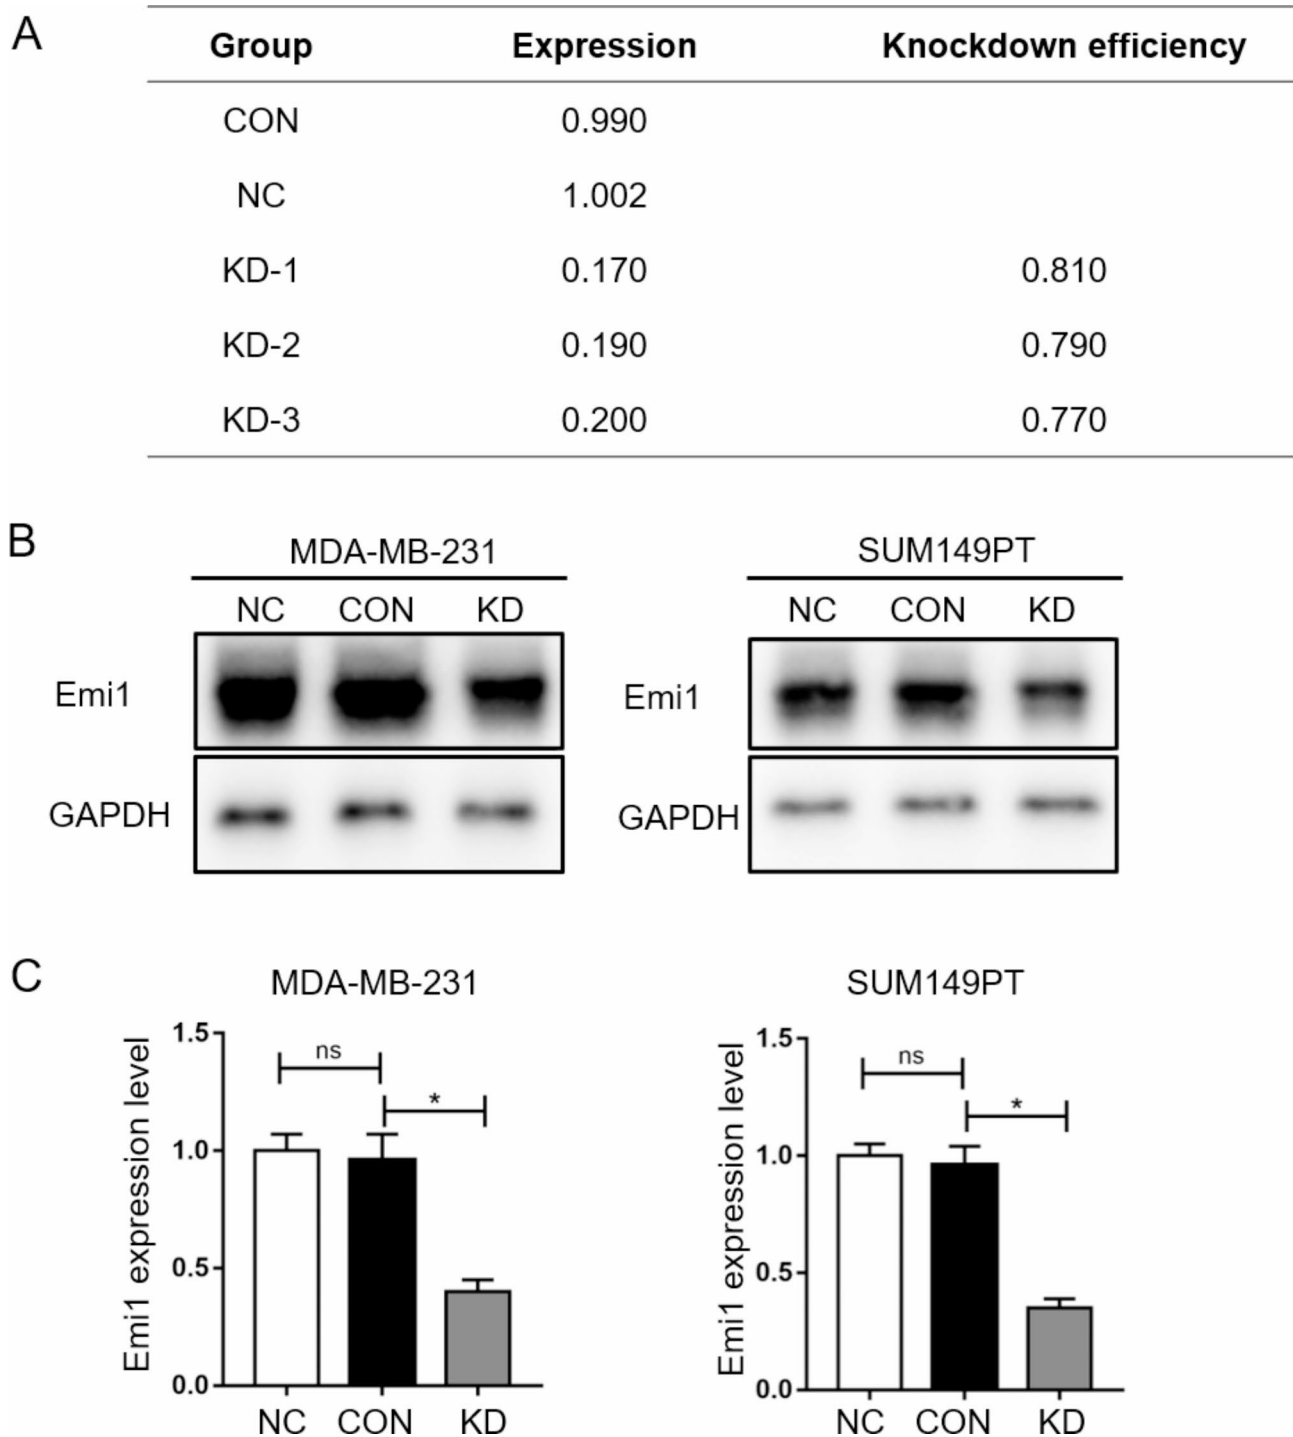 A
Group Expression Knockdown efficiency
CON 0.990
NC 1.002
KD-1 0.170 0.810
KD-2 0.190 0.790
KD-3 0.200 0.770
B
MDA-MB-231
NC CON KD
Emi1
GAPDH
SUM149PT
NC CON KD
Emi1
GAPDH
C
MDA-MB-231
Emi1 expression level
1.5
1.0
0.5
0.0
ns
*
NC CON KD
SUM149PT
Emi1 expression level
1.5
1.0
0.5
0.0
ns
*
NC CON KD